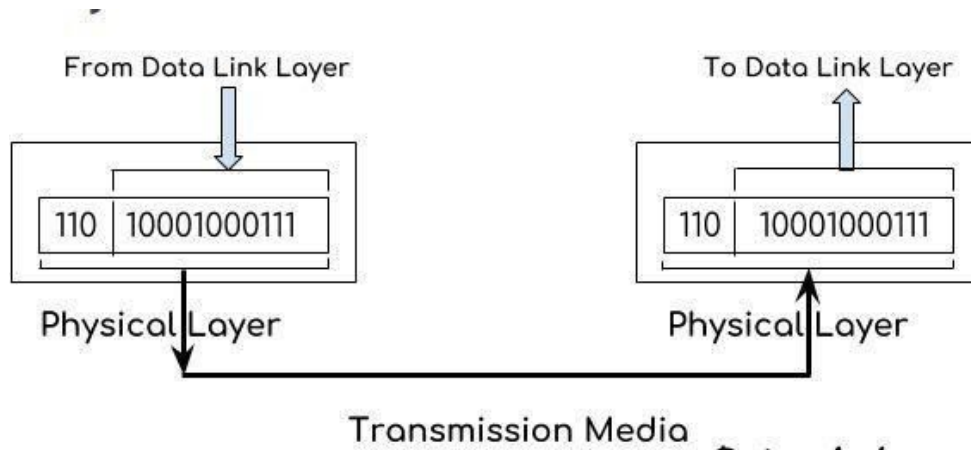 From Data Link Layer
To Data Link Layer
110 10001000111
110 10001000111
Physical Layer
Physical Layer
Transmission Media